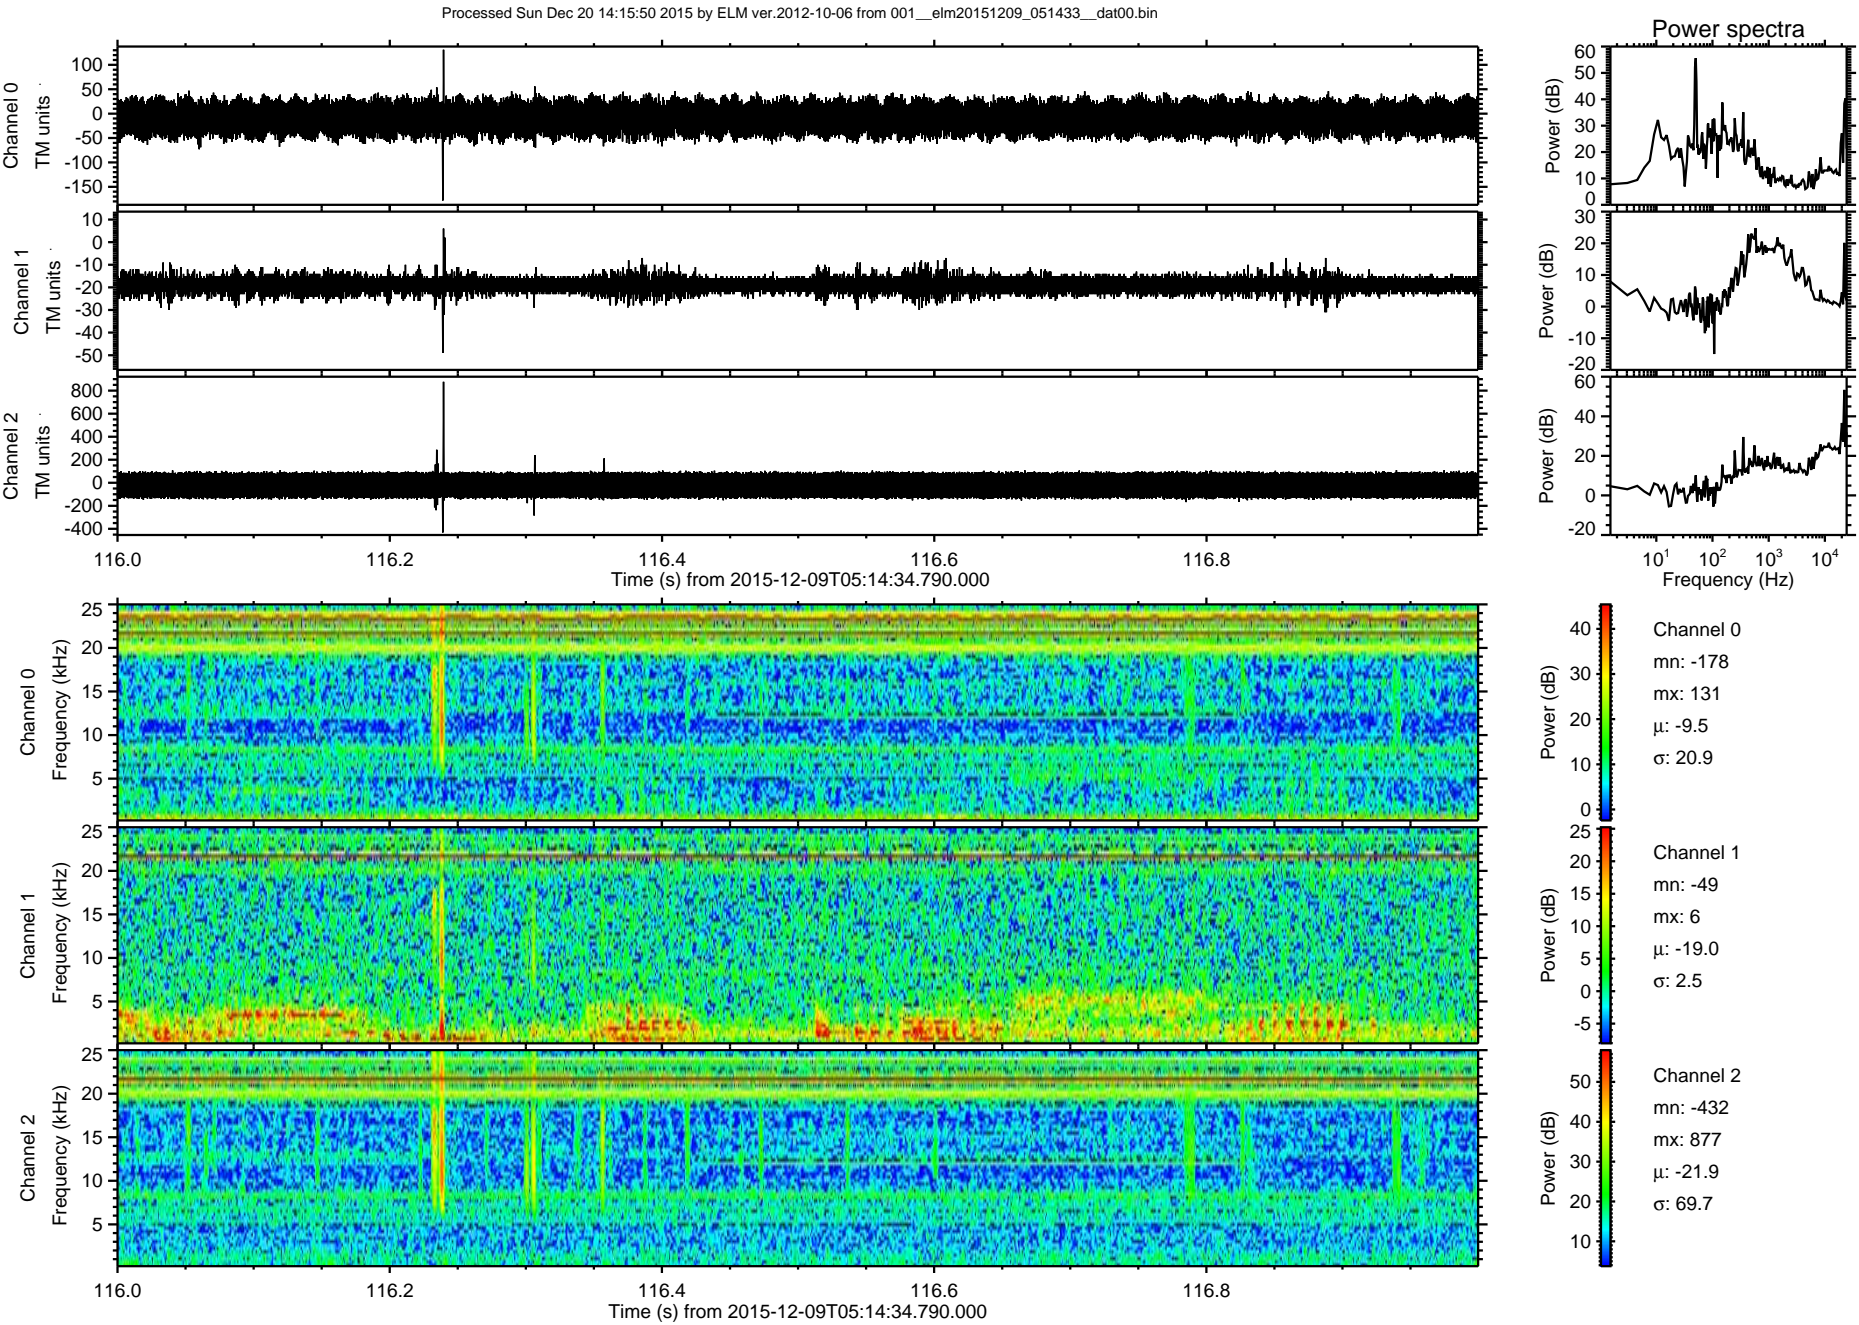 Processed Sun Dec 20 14:15:50 2015 by ELM ver.2012-10-06 from 001__elm20151209_051433__dat00.bin
Power spectra
Channel 0
TM units
100
50
0
-50
-100
-150
Power (dB)
60
50
40
30
20
10
0
Channel 1
TM units
10
0
-10
-20
-30
-40
-50
Power (dB)
30
20
10
0
-10
-20
Channel 2
TM units
800
600
400
200
0
-200
-400
Power (dB)
60
40
20
0
-20
116.0 116.2 116.4 116.6 116.8
Time (s) from 2015-12-09T05:14:34.790.000
10^1 10^2 10^3 10^4
Frequency (Hz)
Channel 0
Frequency (kHz)
25
20
15
10
5
Power (dB)
40
30
20
10
0
Channel 0
mn: -178
mx: 131
μ: -9.5
σ: 20.9
Channel 1
Frequency (kHz)
25
20
15
10
5
Power (dB)
25
20
15
10
5
0
-5
Channel 1
mn: -49
mx: 6
μ: -19.0
σ: 2.5
Channel 2
Frequency (kHz)
25
20
15
10
5
Power (dB)
50
40
30
20
10
Channel 2
mn: -432
mx: 877
μ: -21.9
σ: 69.7
116.0 116.2 116.4 116.6 116.8
Time (s) from 2015-12-09T05:14:34.790.000